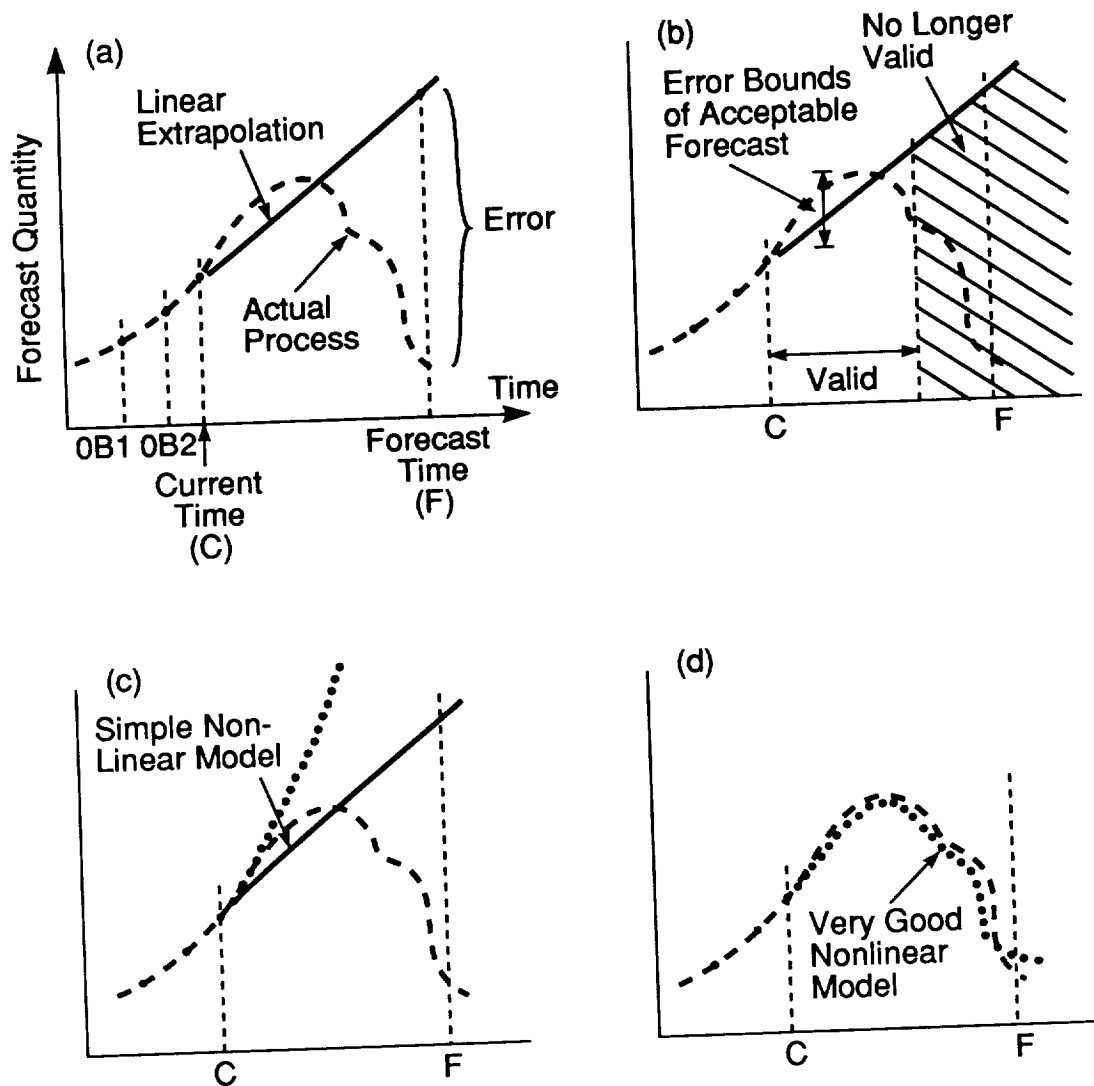 (a)
Linear
Extrapolation
Forecast Quantity
Error
Actual
Process
Time
0B1 0B2
Current
Time
(C)
Forecast
Time
(F)
(b)
No Longer
Valid
Error Bounds
of Acceptable
Forecast
Valid
C
F
(c)
Simple Non-
Linear Model
C
F
(d)
Very Good
Nonlinear
Model
C
F